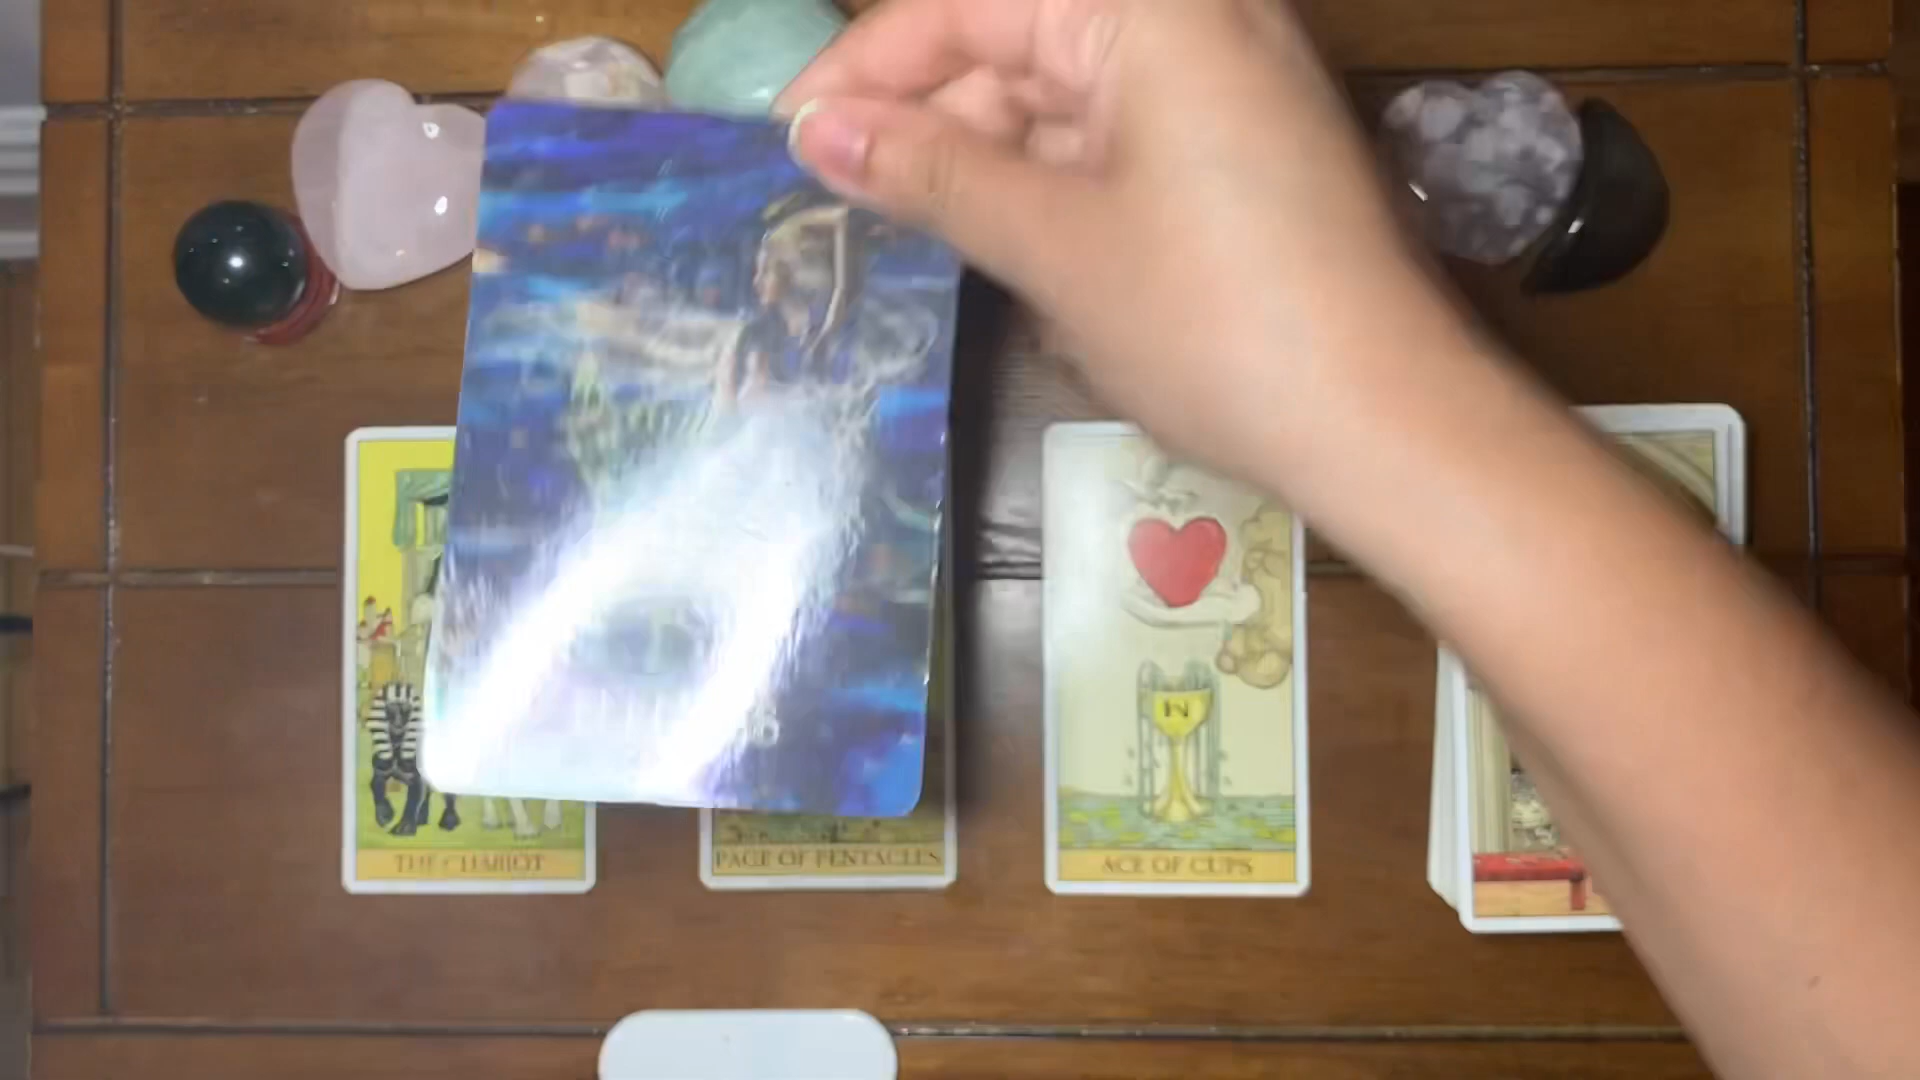 THE CHARIOT
PAGE OF PENTACLES
ACE OF CUPS